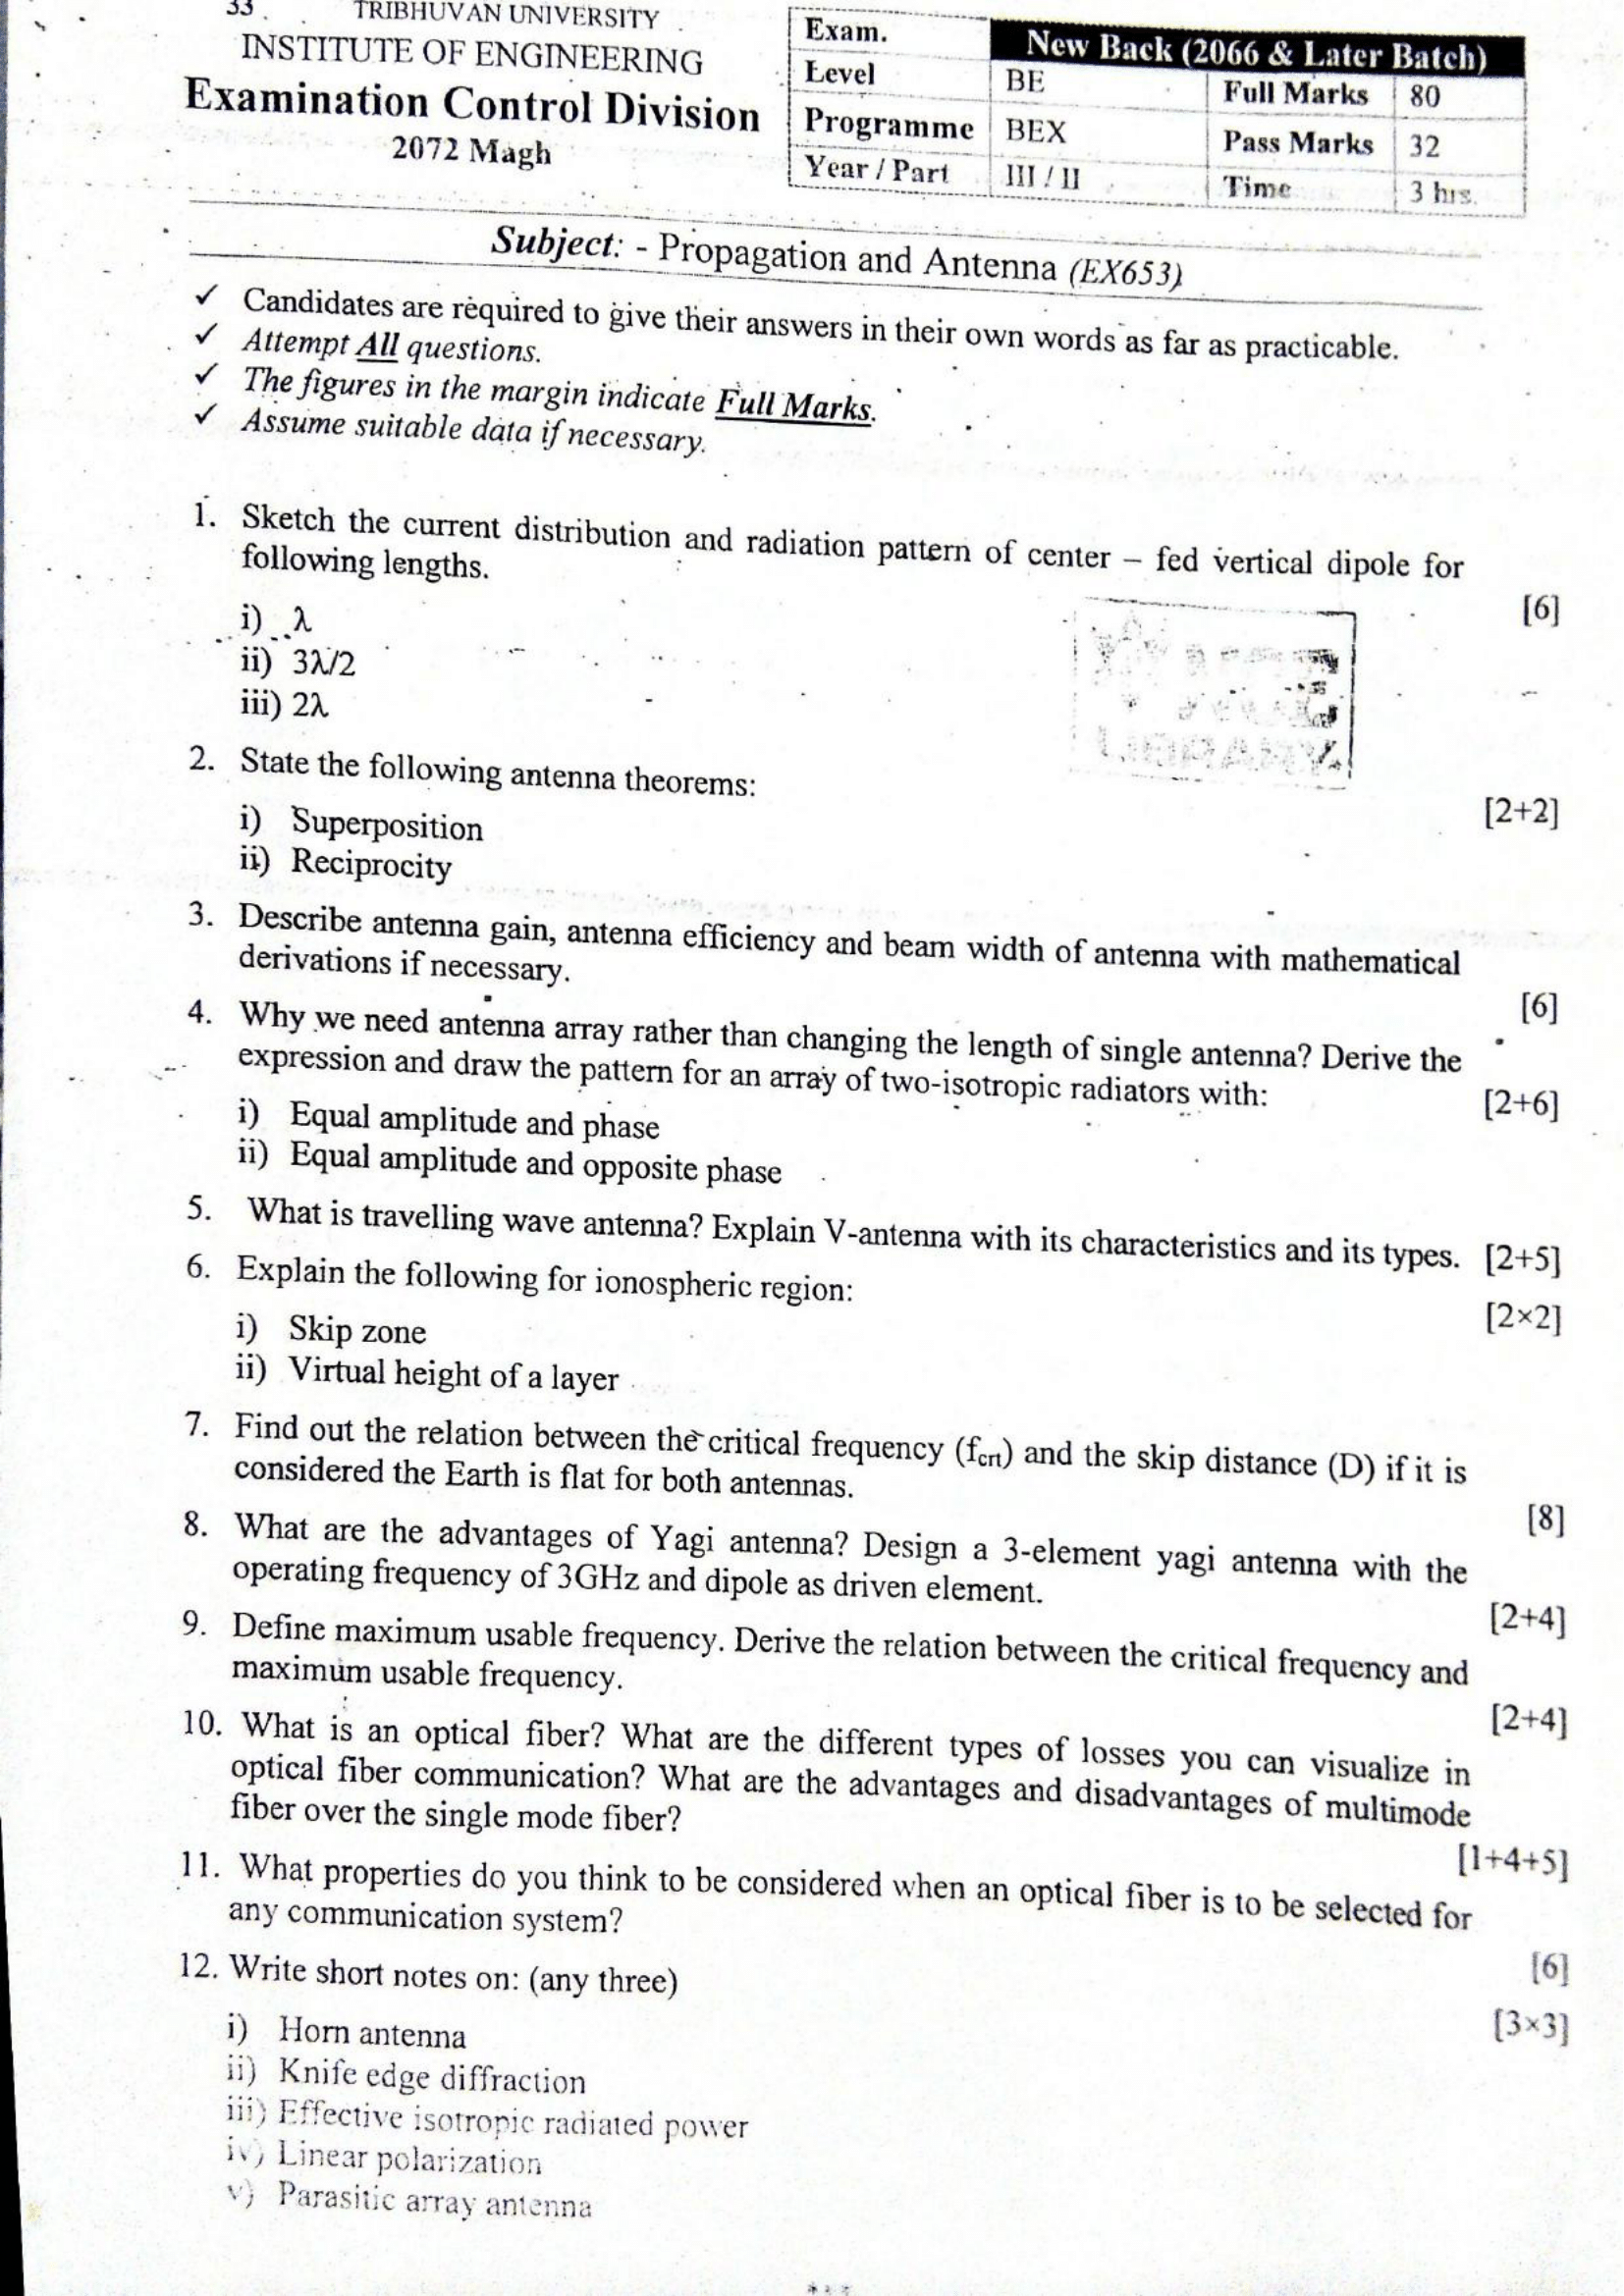 33
TRIBHUVAN UNIVERSITY
INSTITUTE OF ENGINEERING
Examination Control Division
2072 Magh
Exam. New Back (2066 & Later Batch)
Level BE Full Marks 80
Programme BEX Pass Marks 32
Year / Part III / II Time 3 hrs.
Subject: - Propagation and Antenna (EX653)
✓ Candidates are required to give their answers in their own words as far as practicable.
✓ Attempt All questions.
✓ The figures in the margin indicate Full Marks.
✓ Assume suitable data if necessary.
1. Sketch the current distribution and radiation pattern of center – fed vertical dipole for
following lengths. [6]
i) λ
ii) 3λ/2
iii) 2λ
2. State the following antenna theorems: [2+2]
i) Superposition
ii) Reciprocity
3. Describe antenna gain, antenna efficiency and beam width of antenna with mathematical
derivations if necessary. [6]
4. Why we need antenna array rather than changing the length of single antenna? Derive the
expression and draw the pattern for an array of two-isotropic radiators with: [2+6]
i) Equal amplitude and phase
ii) Equal amplitude and opposite phase
5. What is travelling wave antenna? Explain V-antenna with its characteristics and its types. [2+5]
6. Explain the following for ionospheric region: [2×2]
i) Skip zone
ii) Virtual height of a layer
7. Find out the relation between the critical frequency (fcrt) and the skip distance (D) if it is
considered the Earth is flat for both antennas. [8]
8. What are the advantages of Yagi antenna? Design a 3-element yagi antenna with the
operating frequency of 3GHz and dipole as driven element. [2+4]
9. Define maximum usable frequency. Derive the relation between the critical frequency and
maximum usable frequency. [2+4]
10. What is an optical fiber? What are the different types of losses you can visualize in
optical fiber communication? What are the advantages and disadvantages of multimode
fiber over the single mode fiber? [1+4+5]
11. What properties do you think to be considered when an optical fiber is to be selected for
any communication system? [6]
12. Write short notes on: (any three) [3×3]
i) Horn antenna
ii) Knife edge diffraction
iii) Effective isotropic radiated power
iv) Linear polarization
v) Parasitic array antenna
***